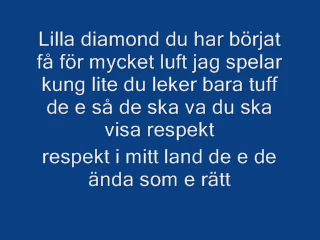 Lilla diamond du har börjat
få för mycket luft jag spelar
kung lite du leker bara tuff
de e så de ska va du ska
visa respekt
respekt i mitt land de e de
ända som e rätt